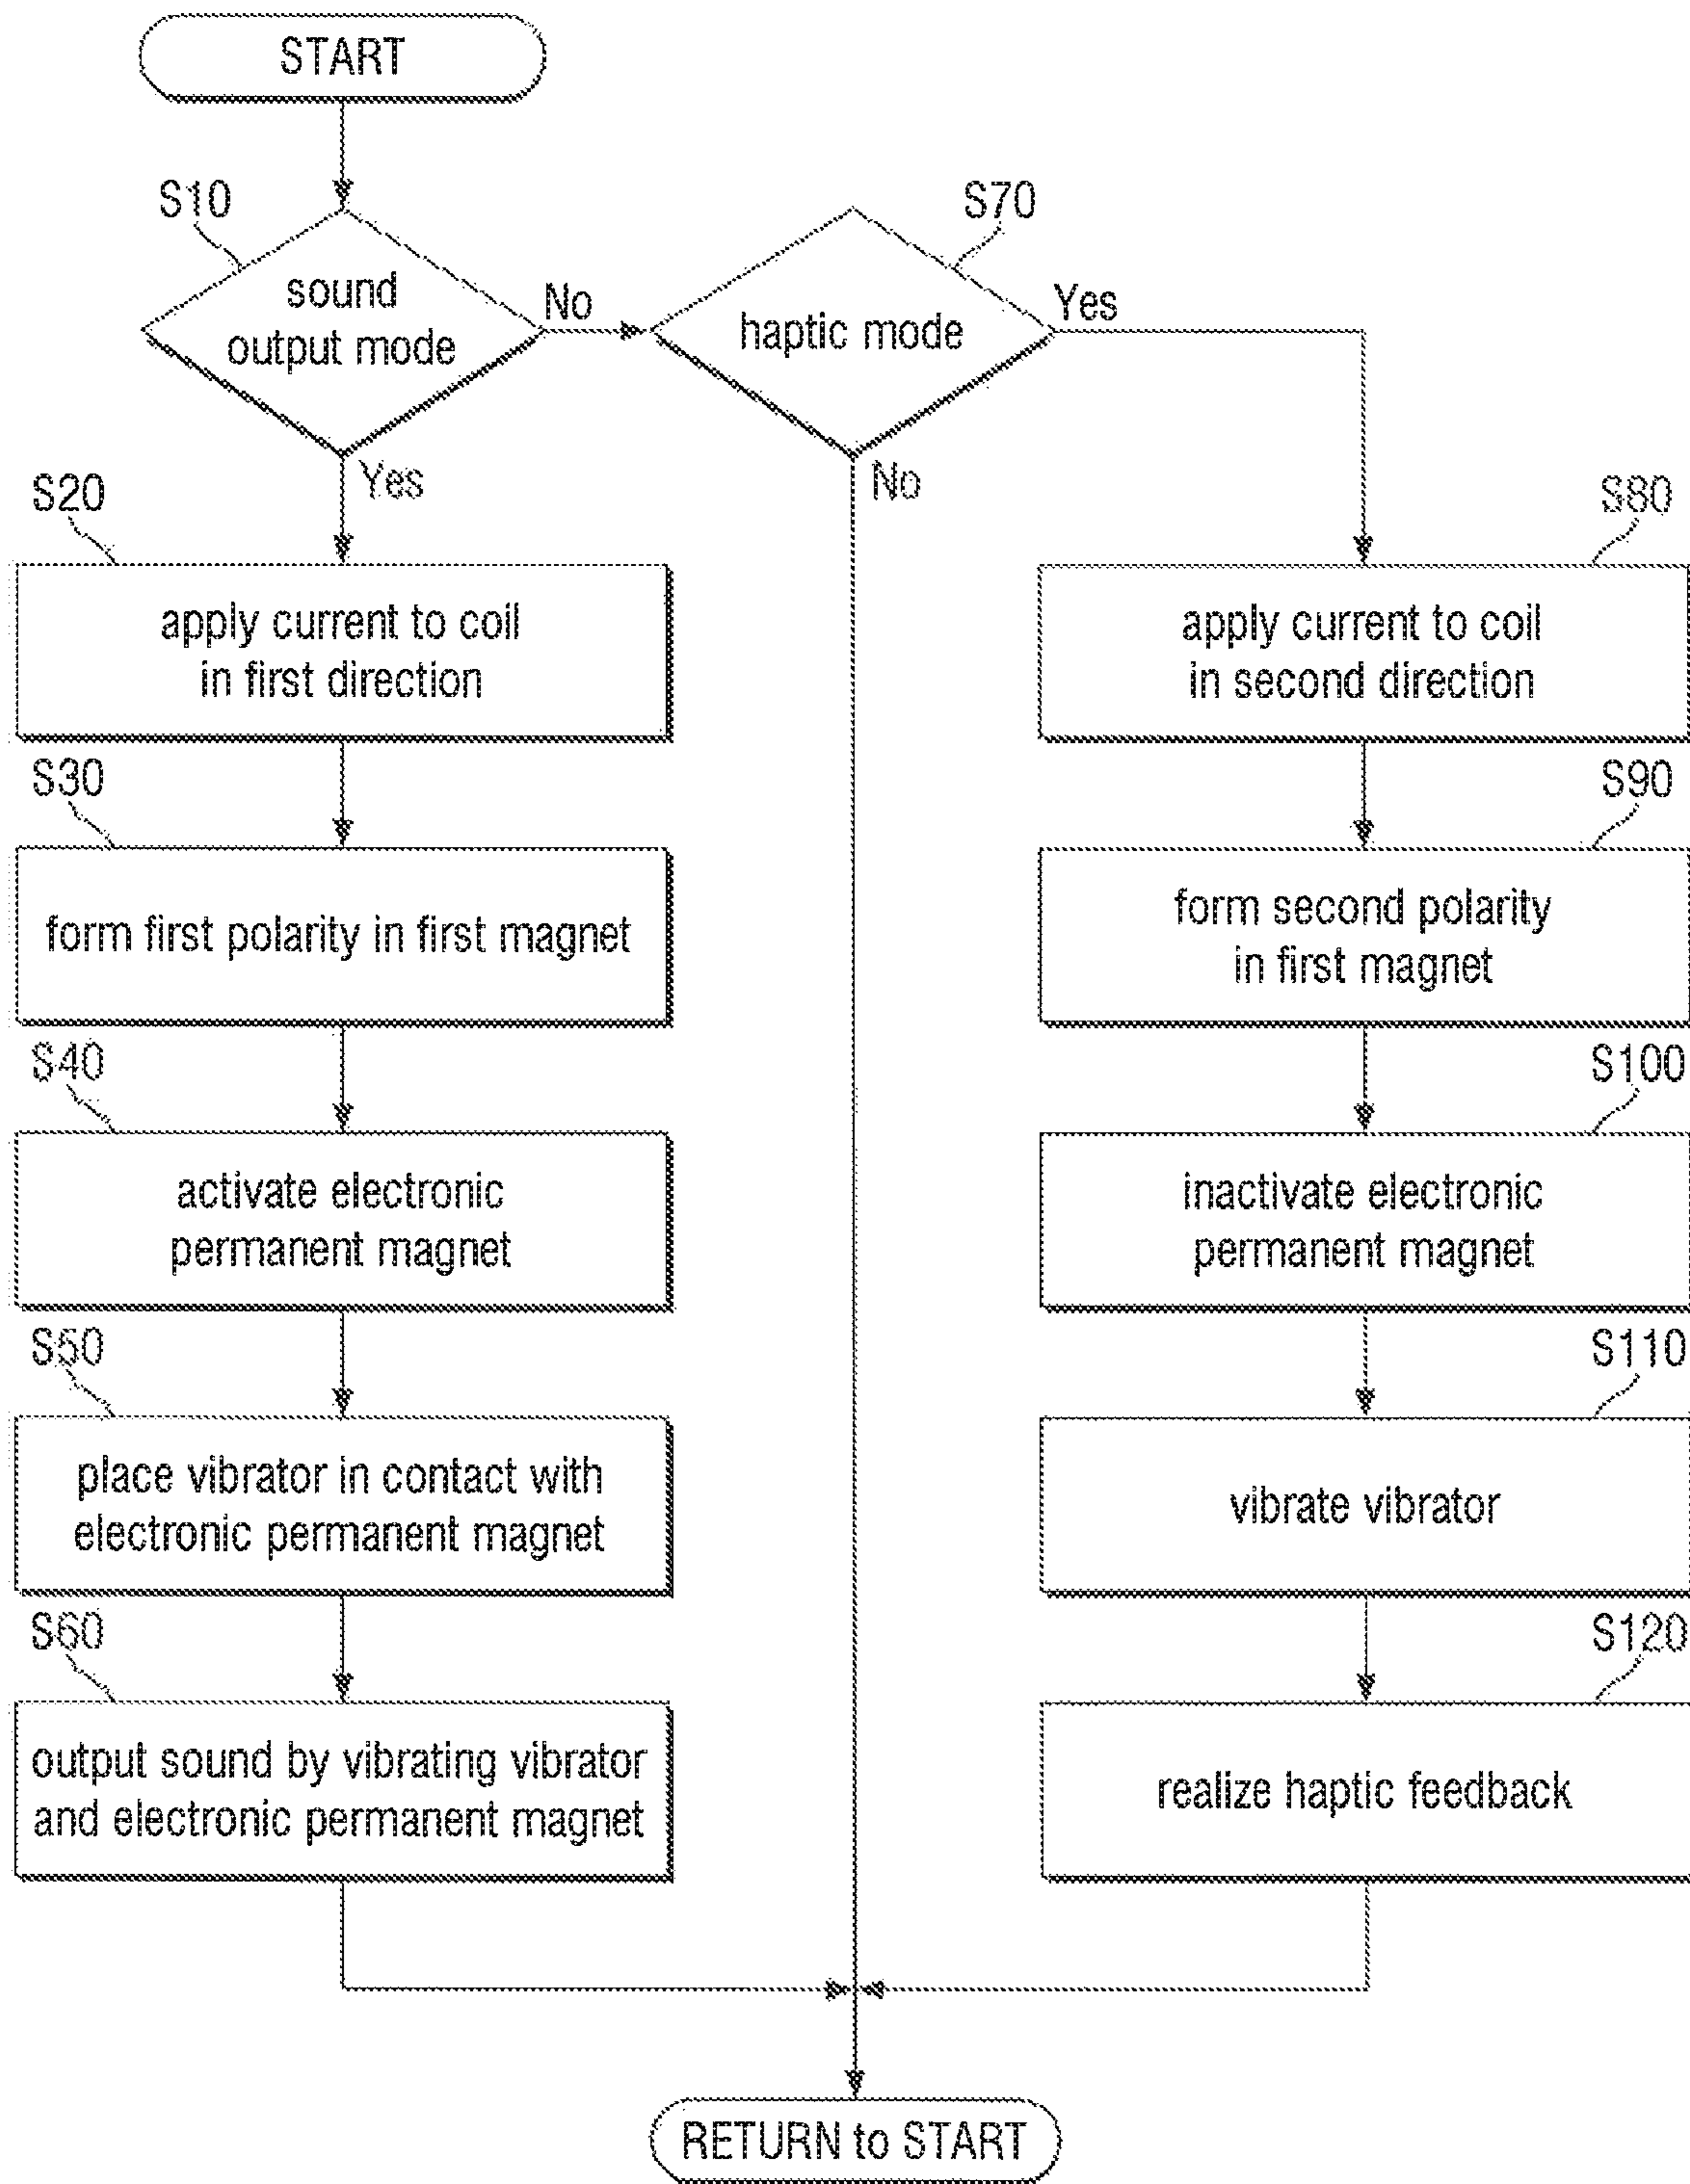 START
S10
sound
output mode
No
Yes
S70
haptic mode
Yes
No
S20
apply current to coil
in first direction
S30
form first polarity in first magnet
S40
activate electronic
permanent magnet
S50
place vibrator in contact with
electronic permanent magnet
S60
output sound by vibrating vibrator
and electronic permanent magnet
S80
apply current to coil
in second direction
S90
form second polarity
in first magnet
S100
inactivate electronic
permanent magnet
S110
vibrate vibrator
S120
realize haptic feedback
RETURN to START